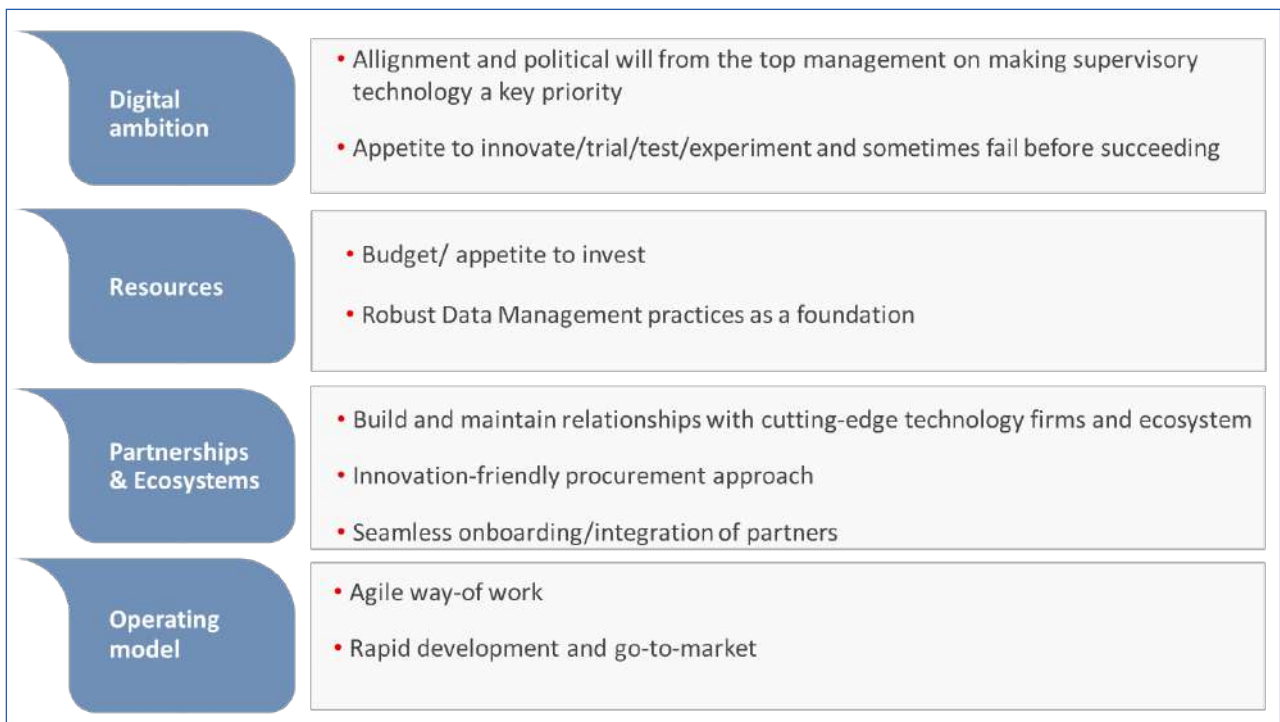 Digital
ambition
• Allignment and political will from the top management on making supervisory
technology a key priority
• Appetite to innovate/trial/test/experiment and sometimes fail before succeeding
Resources
• Budget/ appetite to invest
• Robust Data Management practices as a foundation
Partnerships
& Ecosystems
• Build and maintain relationships with cutting-edge technology firms and ecosystem
• Innovation-friendly procurement approach
• Seamless onboarding/integration of partners
Operating
model
• Agile way-of work
• Rapid development and go-to-market